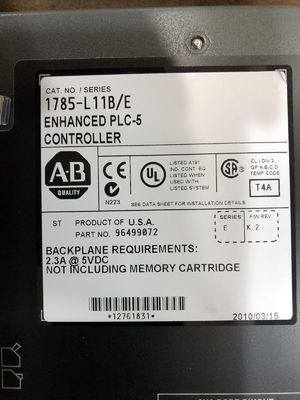 CAT. NO. / SERIES
1785-L11B/E
ENHANCED PLC-5
CONTROLLER
A·B
QUALITY
N223
UL
LISTED A191
IND. CONT. EQ.
LISTED WHEN
USED WITH
LISTED SYSTEM
CL I DIV 2
GP A,B,C,D
TEMP CODE
T4A
SEE DATA SHEET FOR INSTALLATION DETAILS
ST PRODUCT OF U.S.A.
PART NO. 96499072
SERIES
E
F/W REV.
K.2
BACKPLANE REQUIREMENTS:
2.3A @ 5VDC
NOT INCLUDING MEMORY CARTRIDGE
*12761831*
2010/03/15